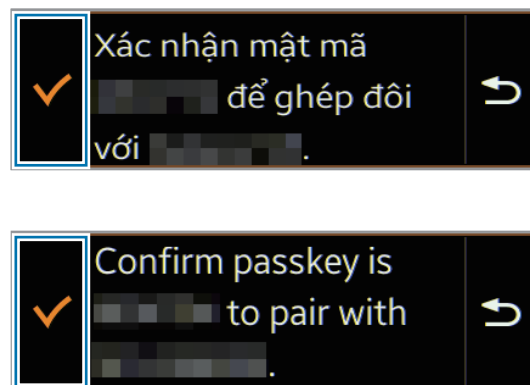 Xác nhận mật mã
để ghép đôi
với .
Confirm passkey is
to pair with
.